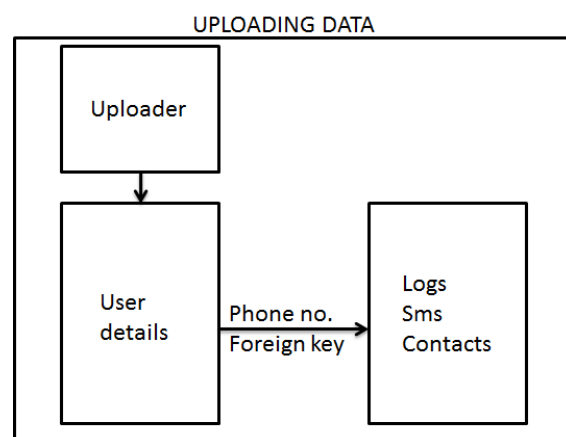 UPLOADING DATA
Uploader
User
details
Phone no.
Foreign key
Logs
Sms
Contacts